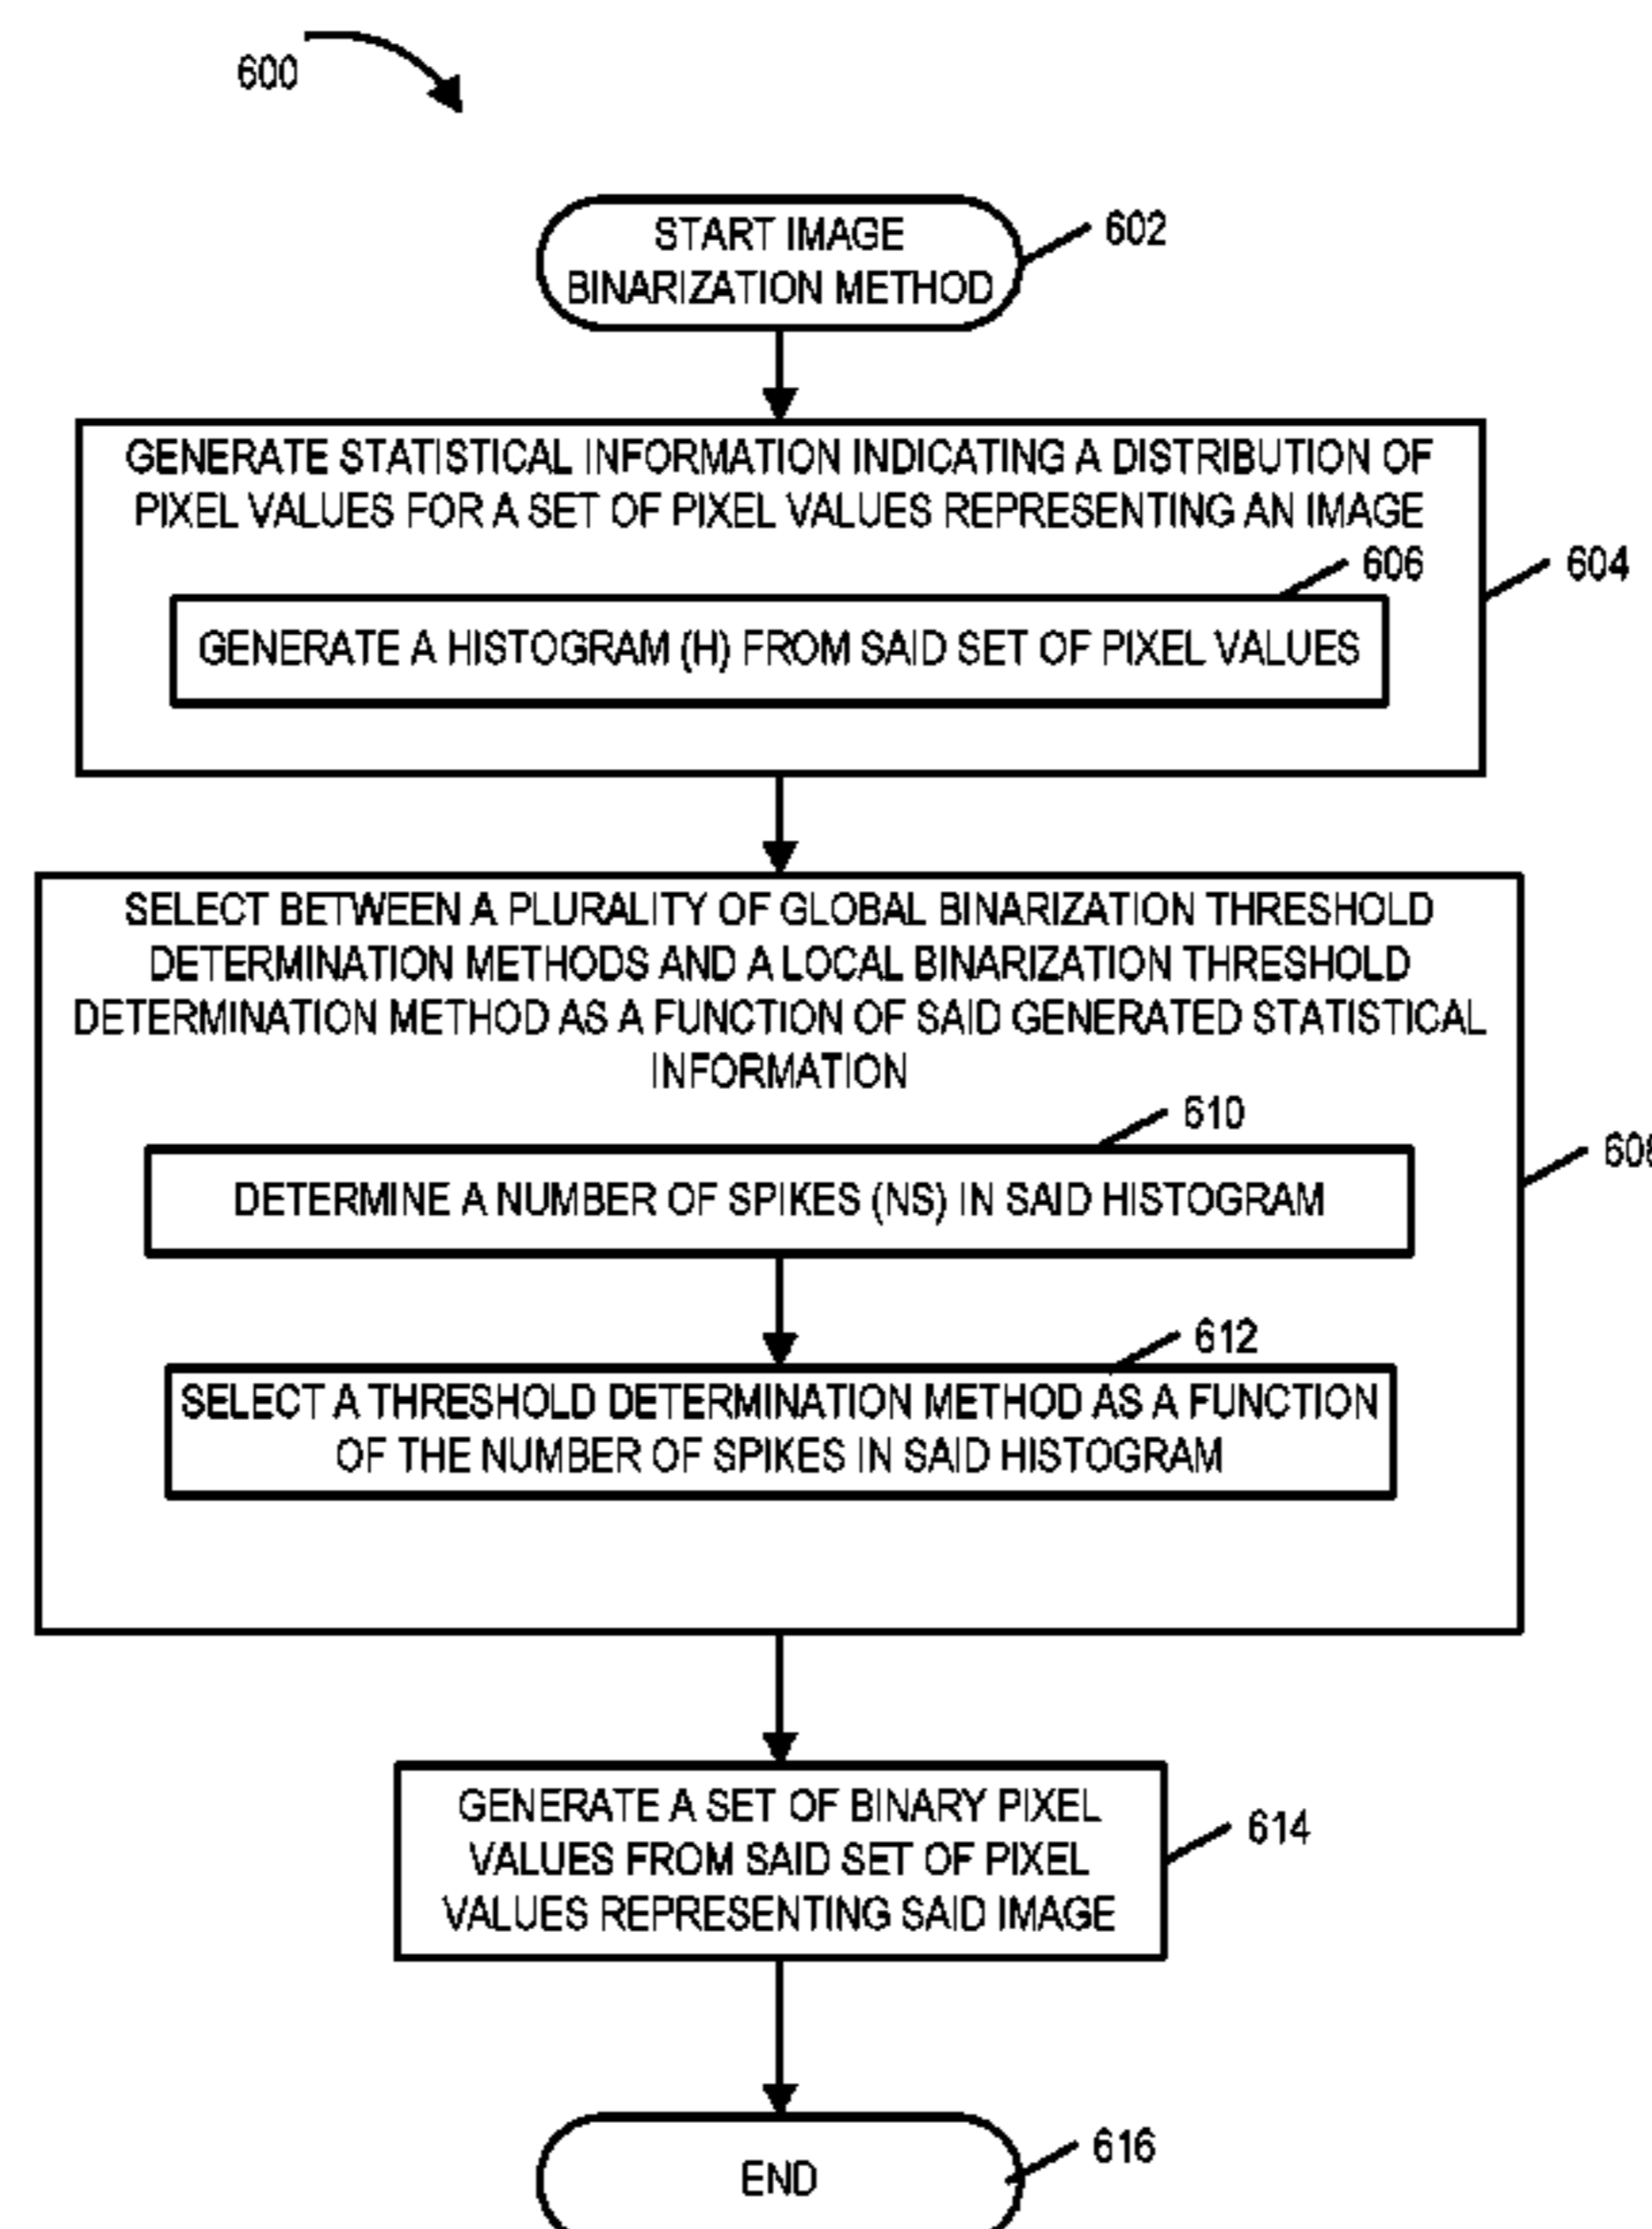 600
START IMAGE
BINARIZATION METHOD
602
GENERATE STATISTICAL INFORMATION INDICATING A DISTRIBUTION OF
PIXEL VALUES FOR A SET OF PIXEL VALUES REPRESENTING AN IMAGE
606
604
GENERATE A HISTOGRAM (H) FROM SAID SET OF PIXEL VALUES
SELECT BETWEEN A PLURALITY OF GLOBAL BINARIZATION THRESHOLD
DETERMINATION METHODS AND A LOCAL BINARIZATION THRESHOLD
DETERMINATION METHOD AS A FUNCTION OF SAID GENERATED STATISTICAL
INFORMATION
610
608
DETERMINE A NUMBER OF SPIKES (NS) IN SAID HISTOGRAM
612
SELECT A THRESHOLD DETERMINATION METHOD AS A FUNCTION
OF THE NUMBER OF SPIKES IN SAID HISTOGRAM
GENERATE A SET OF BINARY PIXEL
VALUES FROM SAID SET OF PIXEL
VALUES REPRESENTING SAID IMAGE
614
END
616